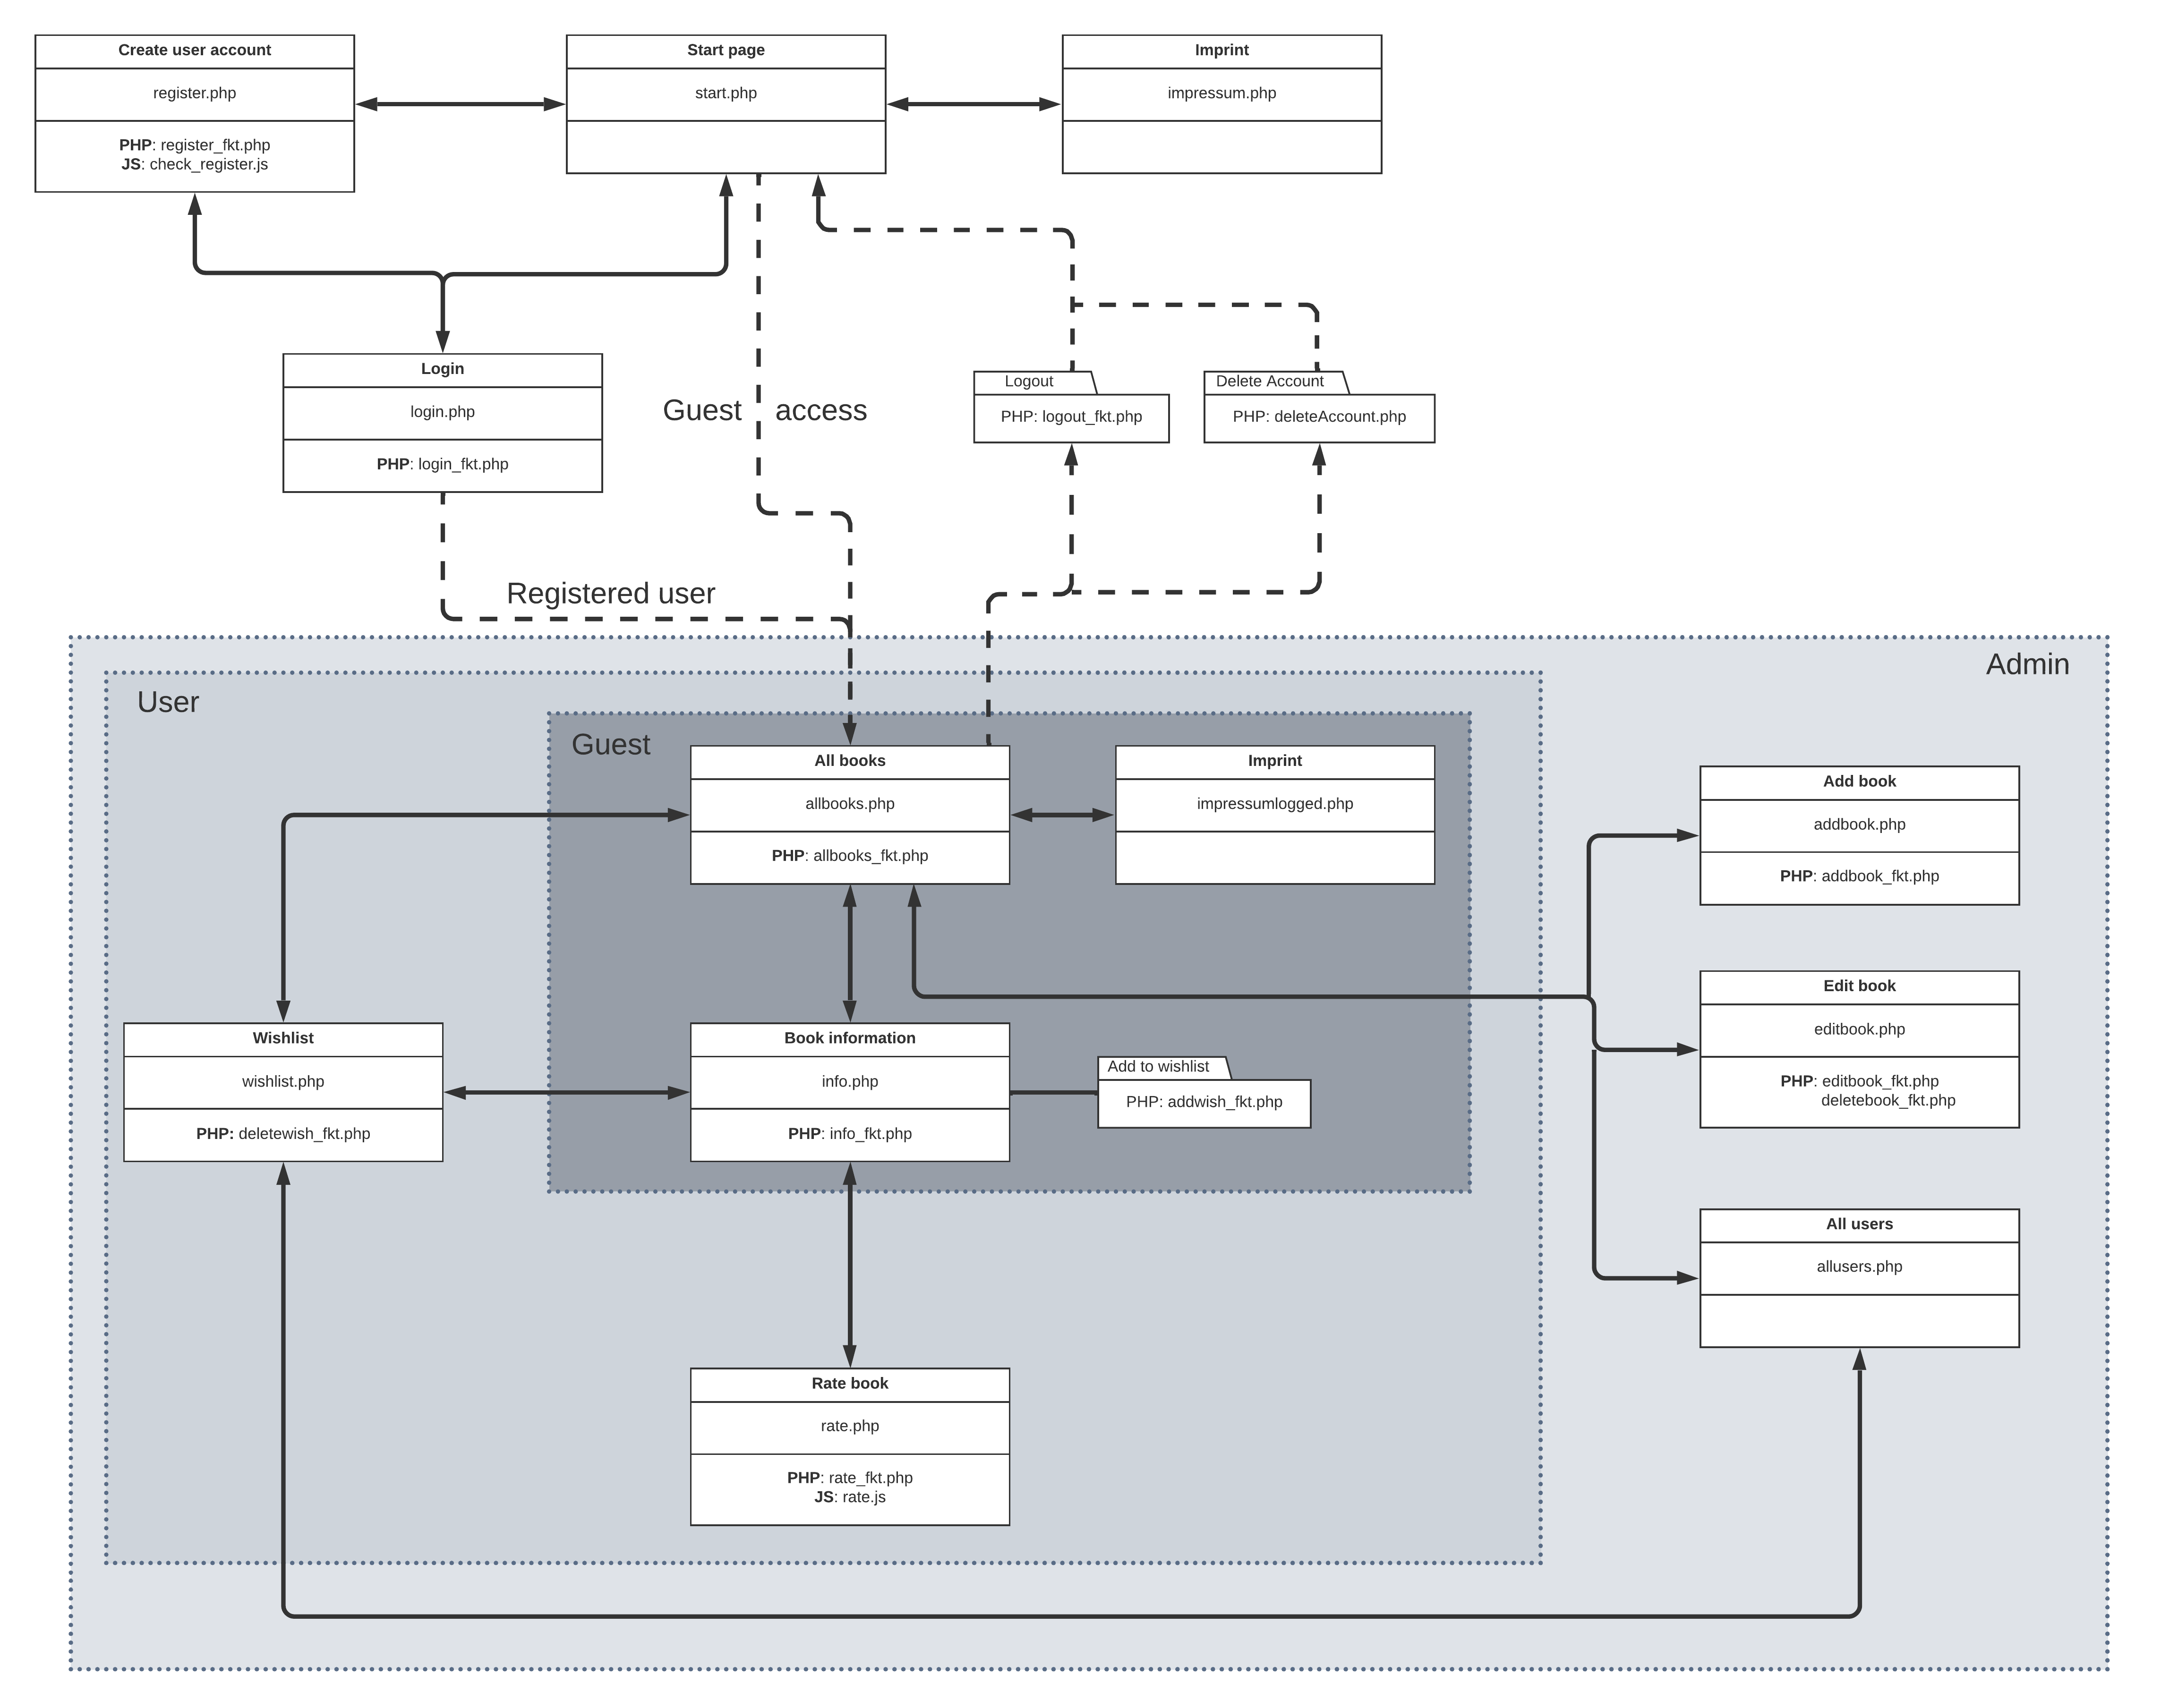 Create user account
register.php
PHP: register_fkt.php
JS: check_register.js
Start page
start.php
Imprint
impressum.php
Login
login.php
PHP: login_fkt.php
Guest access
Logout
PHP: logout_fkt.php
Delete Account
PHP: deleteAccount.php
Registered user
Admin
User
Guest
All books
allbooks.php
PHP: allbooks_fkt.php
Imprint
impressumlogged.php
Add book
addbook.php
PHP: addbook_fkt.php
Wishlist
wishlist.php
PHP: deletewish_fkt.php
Book information
info.php
PHP: info_fkt.php
Add to wishlist
PHP: addwish_fkt.php
Edit book
editbook.php
PHP: editbook_fkt.php
deletebook_fkt.php
All users
allusers.php
Rate book
rate.php
PHP: rate_fkt.php
JS: rate.js